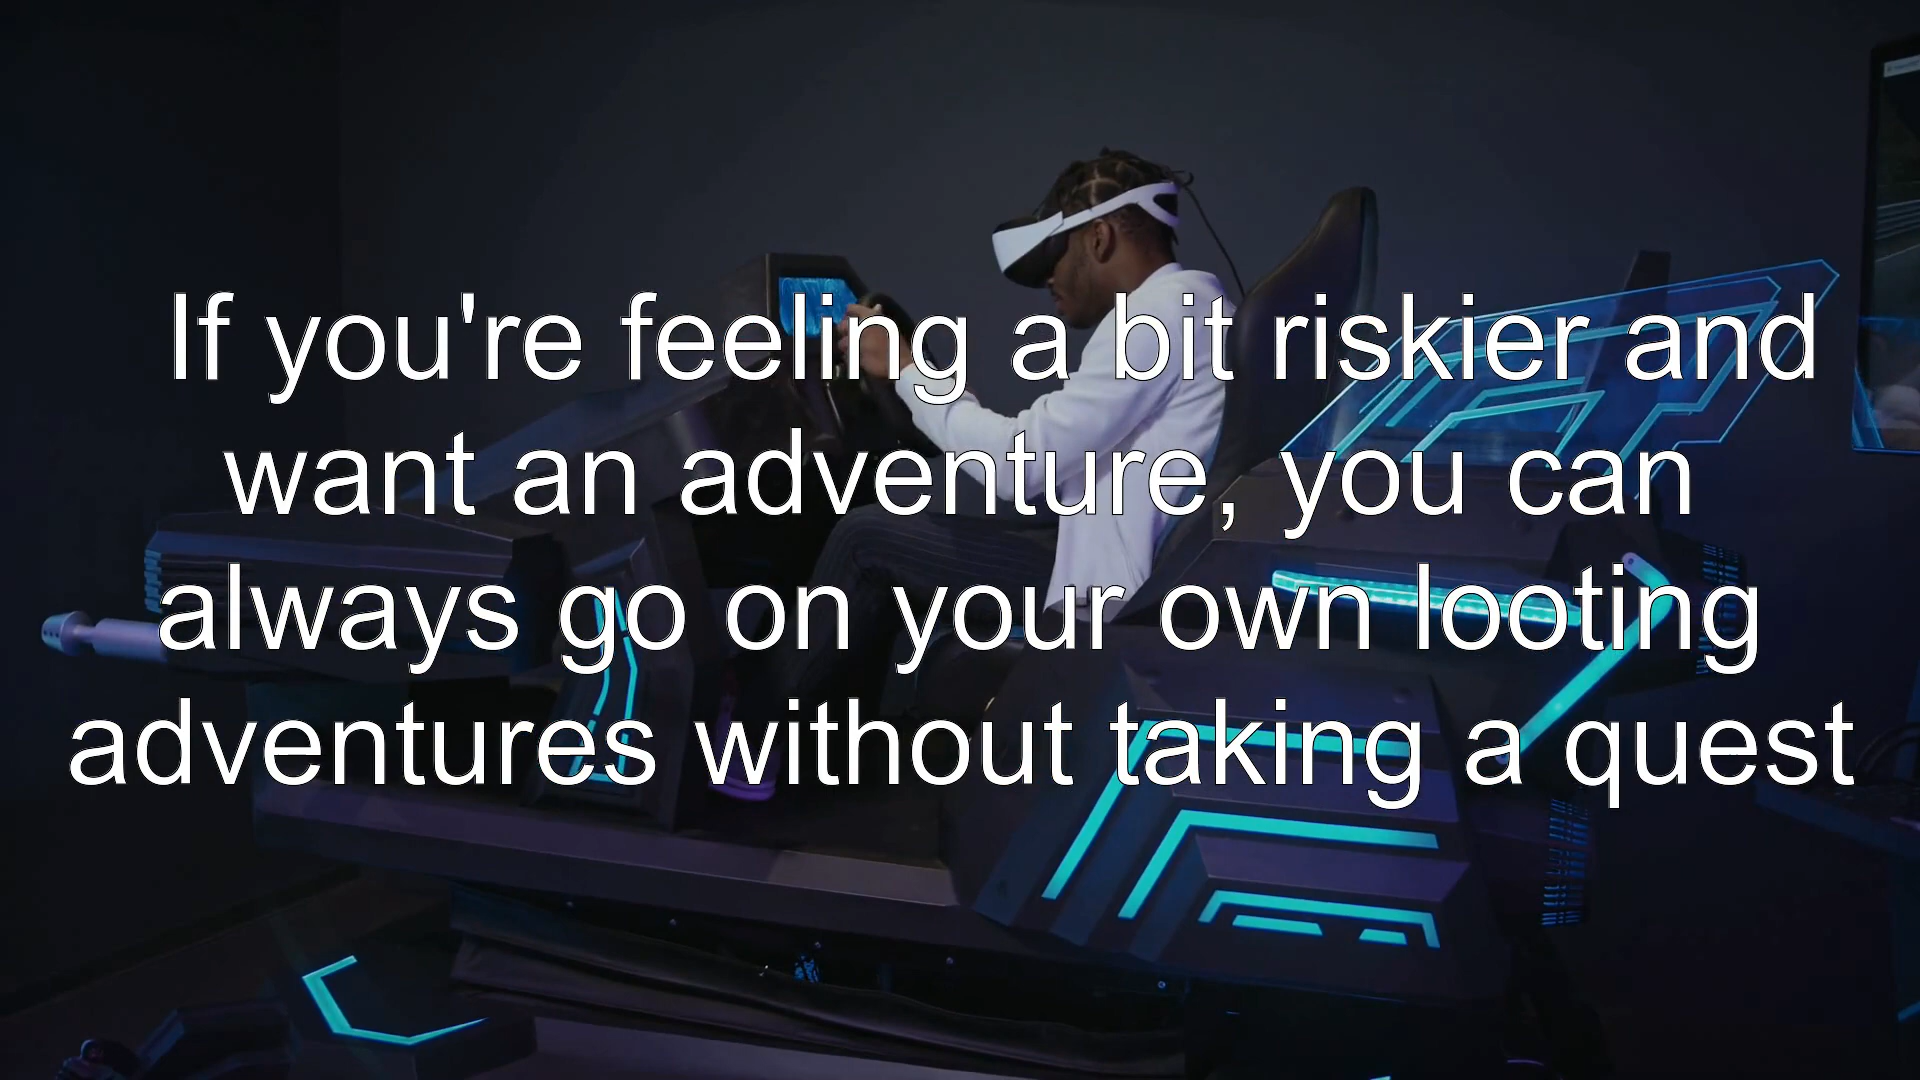 If you're feeling a bit riskier and
want an adventure, you can
always go on your own looting
adventures without taking a quest